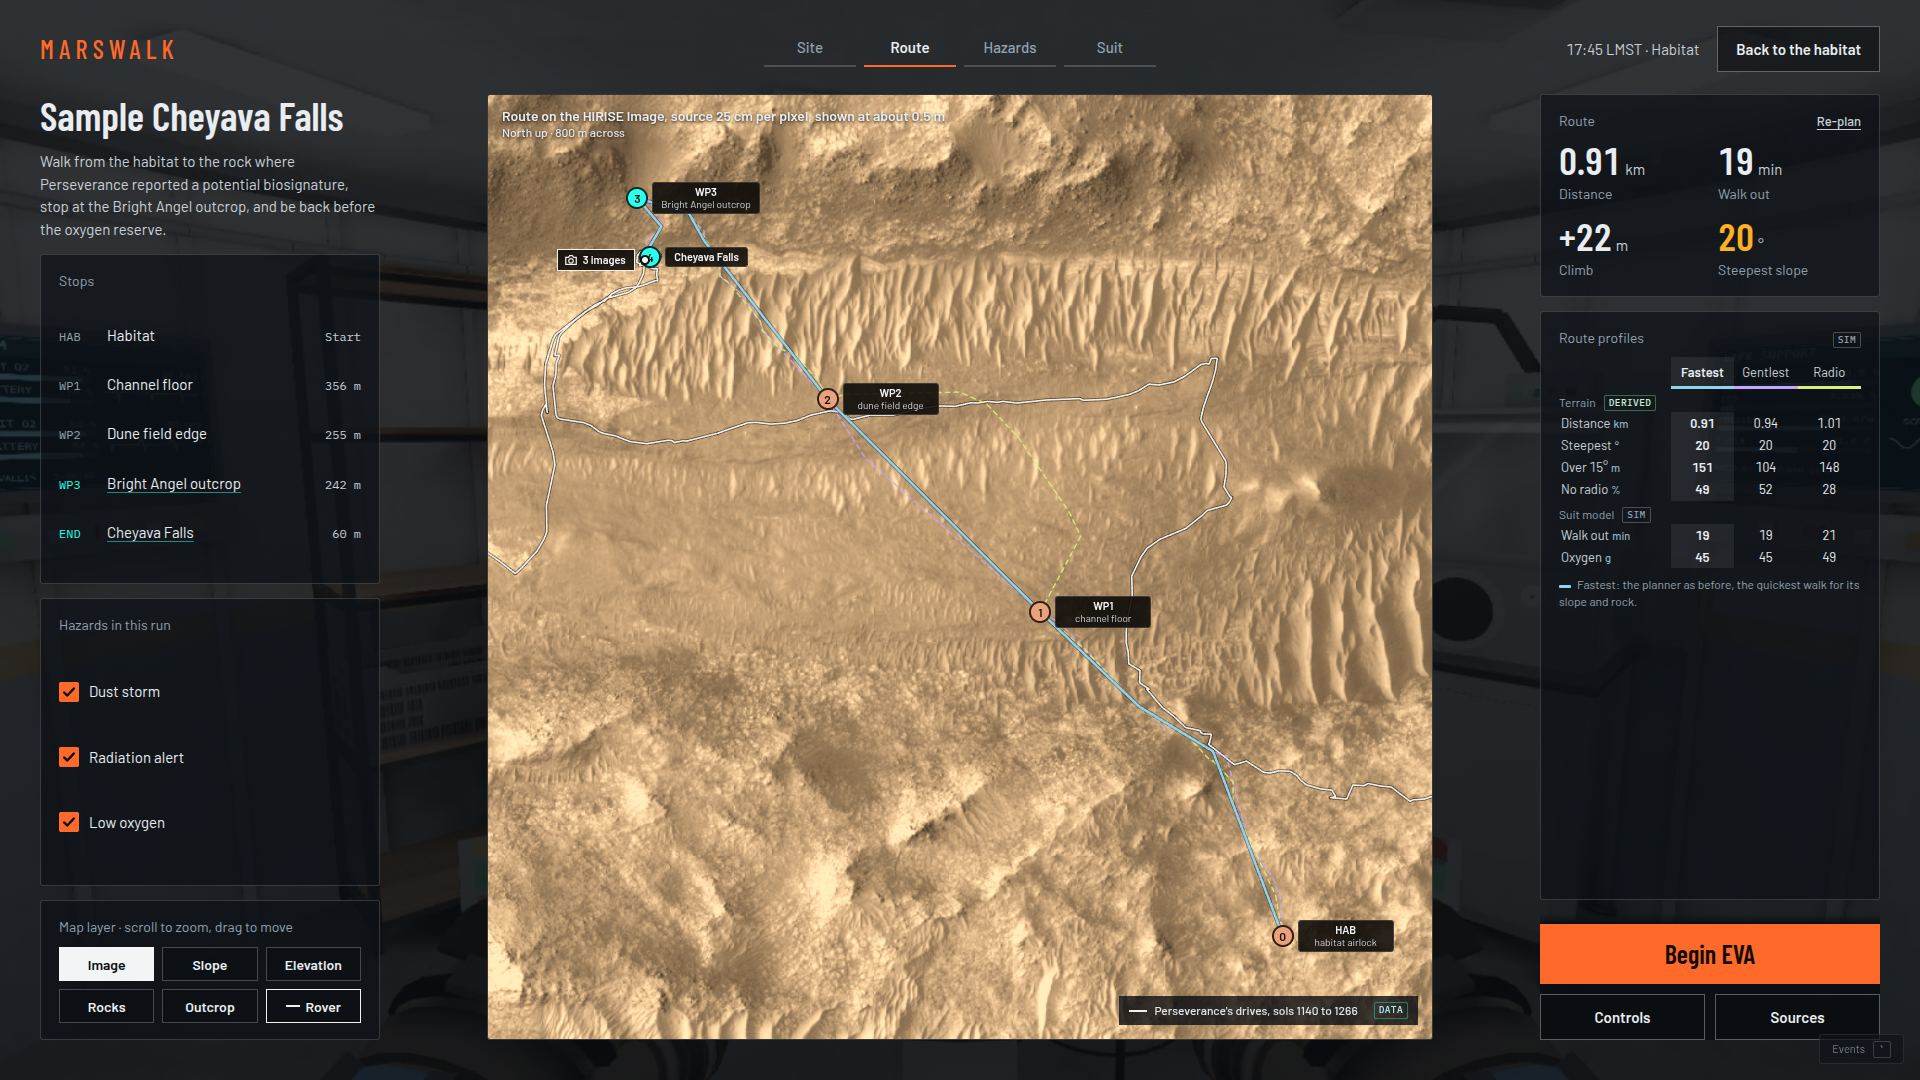 MARSWALK
Site
Route
Hazards
Suit
17:45 LMST · Habitat
Back to the habitat
Sample Cheyava Falls
Walk from the habitat to the rock where
Perseverance reported a potential biosignature,
stop at the Bright Angel outcrop, and be back before
the oxygen reserve.
Stops
HAB Habitat Start
WP1 Channel floor 356 m
WP2 Dune field edge 255 m
WP3 Bright Angel outcrop 242 m
END Cheyava Falls 60 m
Hazards in this run
Dust storm
Radiation alert
Low oxygen
Map layer · scroll to zoom, drag to move
Image Slope Elevation
Rocks Outcrop Rover
Route on the HIRISE Image, source 25 cm per pixel, shown at about 0.5 m
North up · 800 m across
3
WP3
Bright Angel outcrop
3 images
Cheyava Falls
2
WP2
dune field edge
1
WP1
channel floor
0
HAB
habitat airlock
Perseverance's drives, sols 1140 to 1266 DATA
Route Re-plan
0.91 km 19 min
Distance Walk out
+22 m 20 °
Climb Steepest slope
Route profiles SIM
Fastest Gentlest Radio
Terrain DERIVED
Distance km 0.91 0.94 1.01
Steepest ° 20 20 20
Over 15° m 151 104 148
No radio % 49 52 28
Suit model SIM
Walk out min 19 19 21
Oxygen g 45 45 49
Fastest: the planner as before, the quickest walk for its
slope and rock.
Begin EVA
Controls Sources
Events '